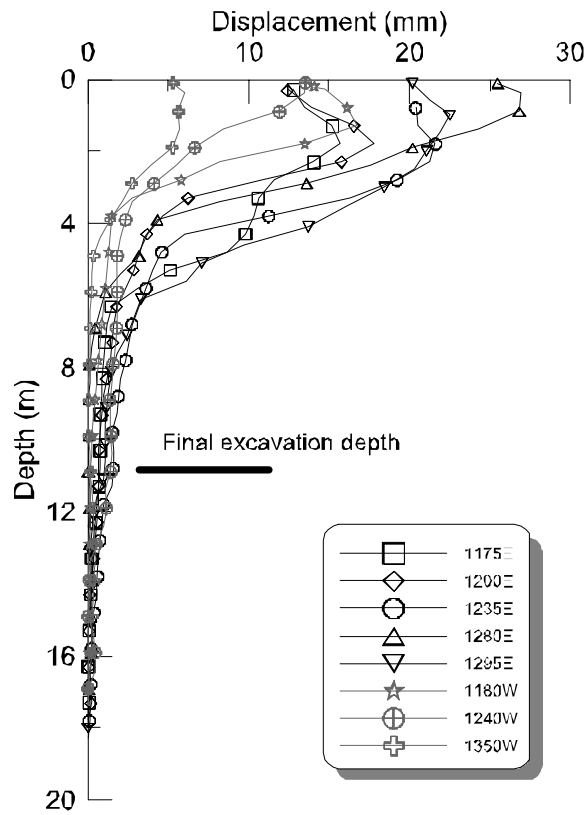 Displacement (mm)
0 10 20 30
0
4
8
12
16
20
Depth (m)
Final excavation depth
1175E
1200E
1235E
1280E
1295E
1180W
1240W
1350W